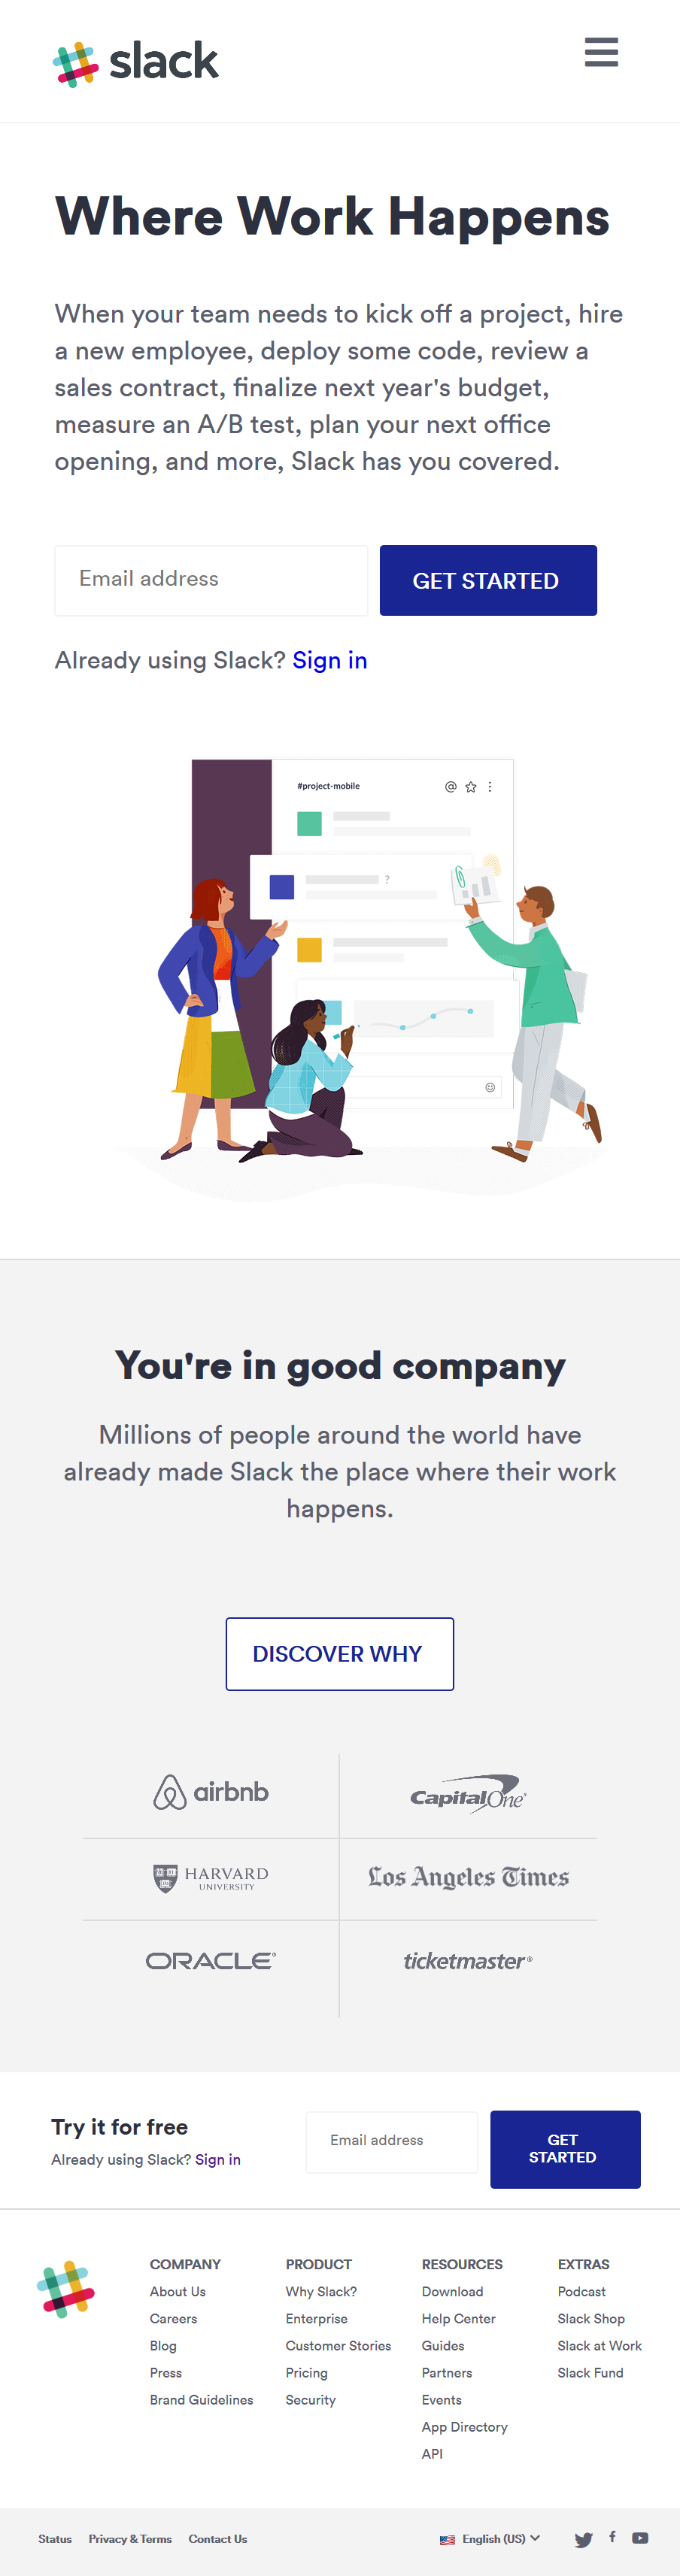 slack
Where Work Happens
When your team needs to kick off a project, hire
a new employee, deploy some code, review a
sales contract, finalize next year's budget,
measure an A/B test, plan your next office
opening, and more, Slack has you covered.
Email address
GET STARTED
Already using Slack? Sign in
#project-mobile
?
You're in good company
Millions of people around the world have
already made Slack the place where their work
happens.
DISCOVER WHY
airbnb
CapitalOne®
HARVARD
UNIVERSITY
Los Angeles Times
ORACLE®
ticketmaster®
Try it for free
Already using Slack? Sign in
Email address
GET
STARTED
COMPANY
About Us
Careers
Blog
Press
Brand Guidelines
PRODUCT
Why Slack?
Enterprise
Customer Stories
Pricing
Security
RESOURCES
Download
Help Center
Guides
Partners
Events
App Directory
API
EXTRAS
Podcast
Slack Shop
Slack at Work
Slack Fund
Status Privacy & Terms Contact Us
English (US)